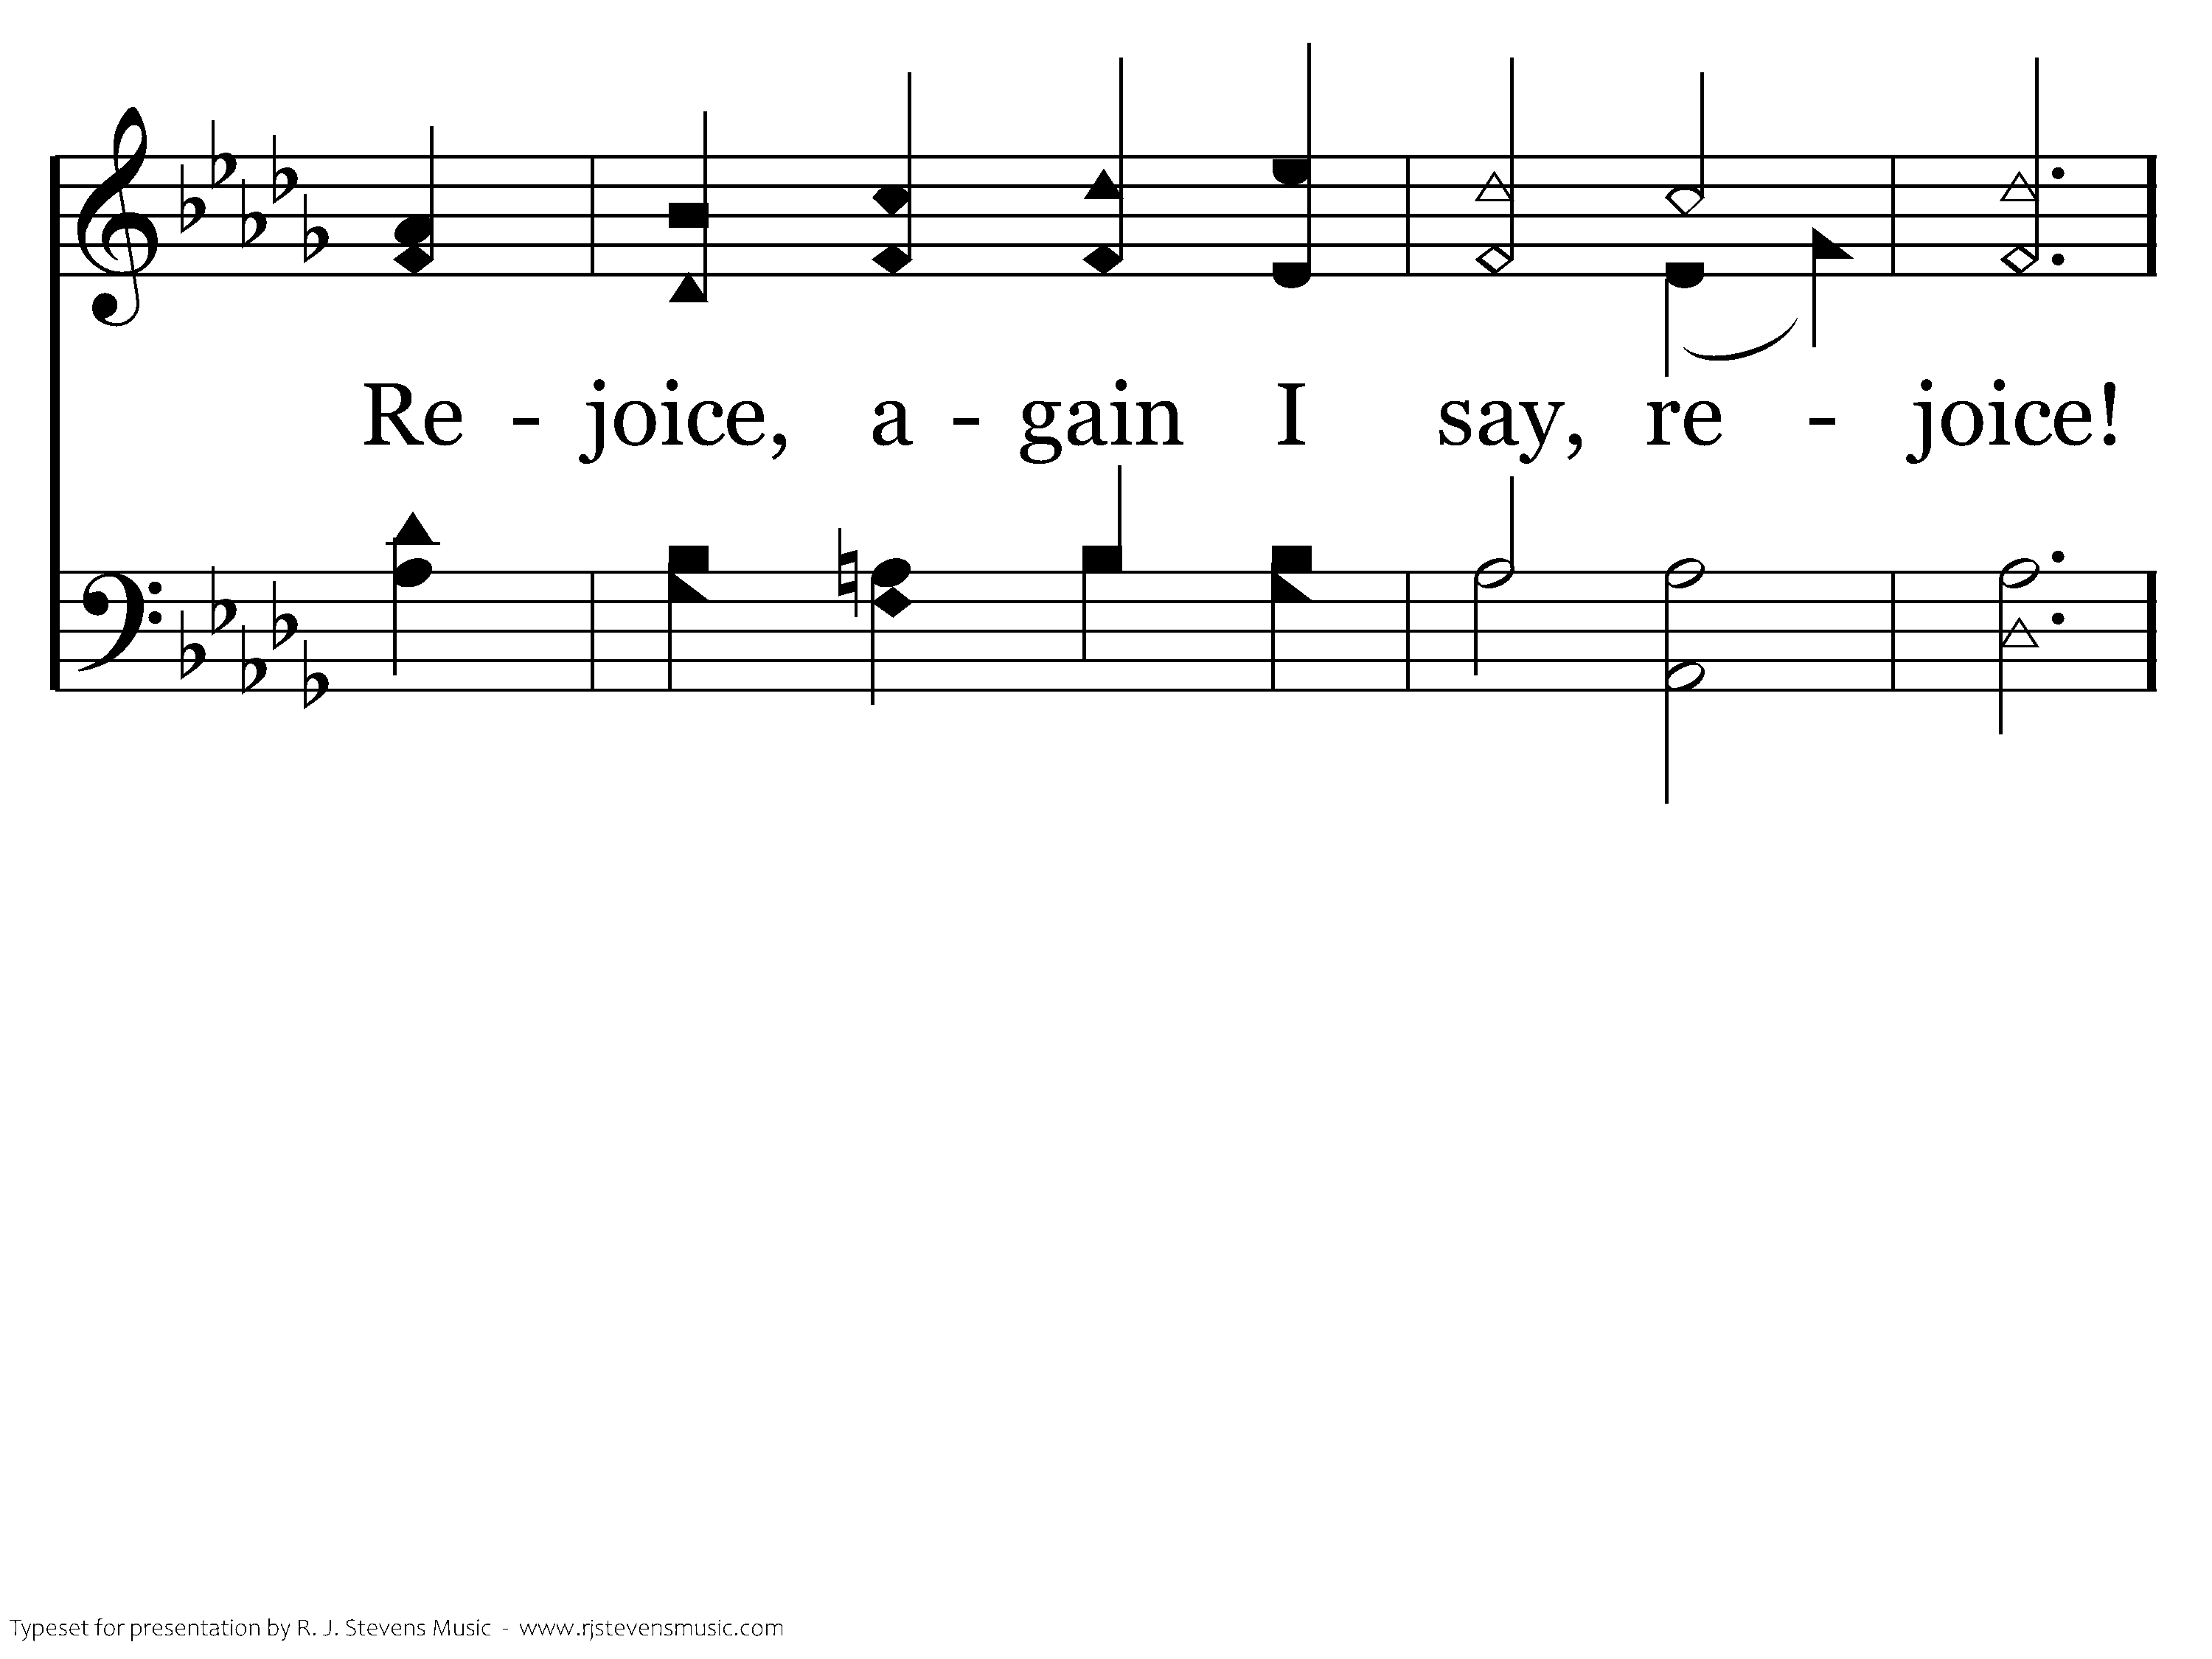 Re - joice, a - gain I say, re - joice!
Typeset for presentation by R. J. Stevens Music - www.rjstevensmusic.com